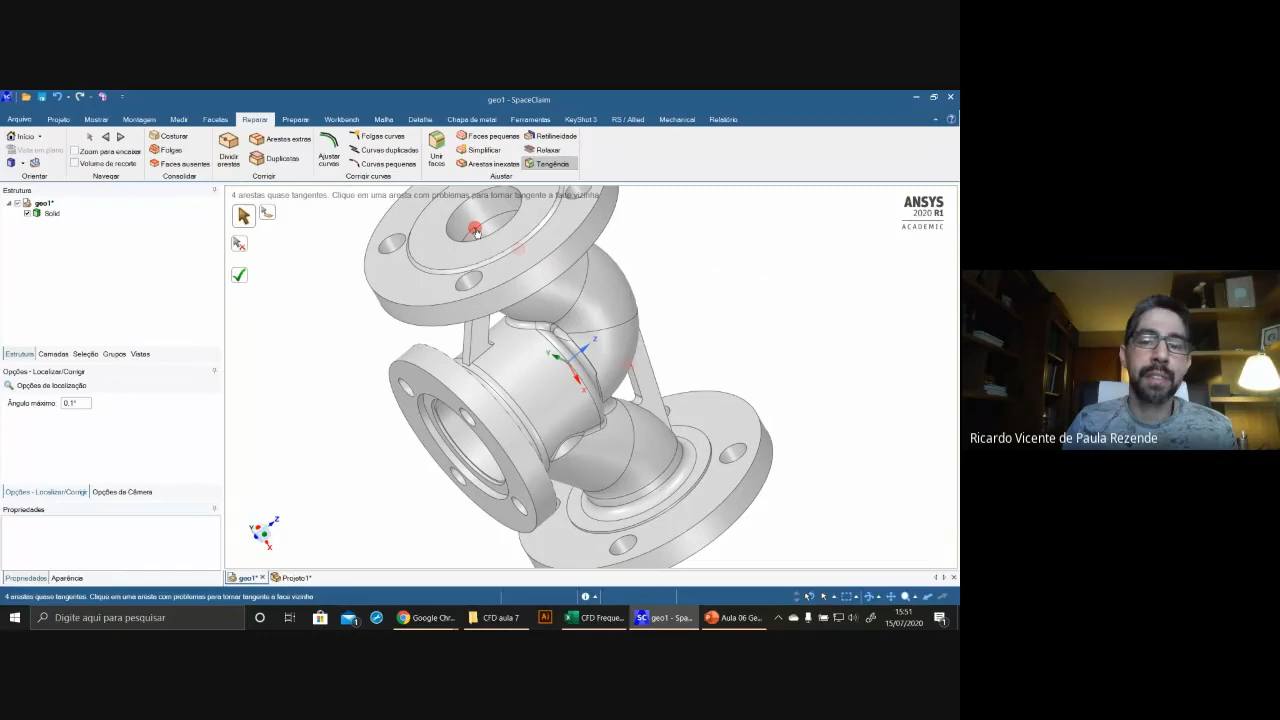 geo1 - SpaceClaim
Arquivo Projeto Mostrar Montagem Medir Facetas Reparar Preparar Workbench Malha Detalhe Chapa de metal Ferramentas KeyShot 3 RS / Allied Mechanical Relatório
Início
Vista em plano
Orientar
Zoom para encaixar
Volume de recorte
Navegar
Costurar
Folgas
Faces ausentes
Consolidar
Dividir arestas
Arestas extras
Duplicatas
Corrigir
Ajustar curvas
Folgas curvas
Curvas duplicadas
Curvas pequenas
Corrigir curvas
Unir faces
Faces pequenas
Simplificar
Arestas inexatas
Retilineidade
Relaxar
Tangência
Ajustar
Estrutura
geo1*
Solid
Estrutura Camadas Seleção Grupos Vistas
Opções - Localizar/Corrigir
Opções de localização
Ângulo máximo: 0.1°
Opções - Localizar/Corrigir Opções da Câmera
Propriedades
Propriedades Aparência
4 arestas quase tangentes. Clique em uma aresta com problemas para tornar tangente a face vizinha
ANSYS
2020 R1
ACADEMIC
Z
Y
X
Y
Z
X
geo1* Projeto1*
4 arestas quase tangentes. Clique em uma aresta com problemas para tornar tangente a face vizinha
Digite aqui para pesquisar
Google Chr...
CFD aula 7
CFD Freque...
geo1 - Spa...
Aula 06 Ge...
15:51
15/07/2020
Ricardo Vicente de Paula Rezende